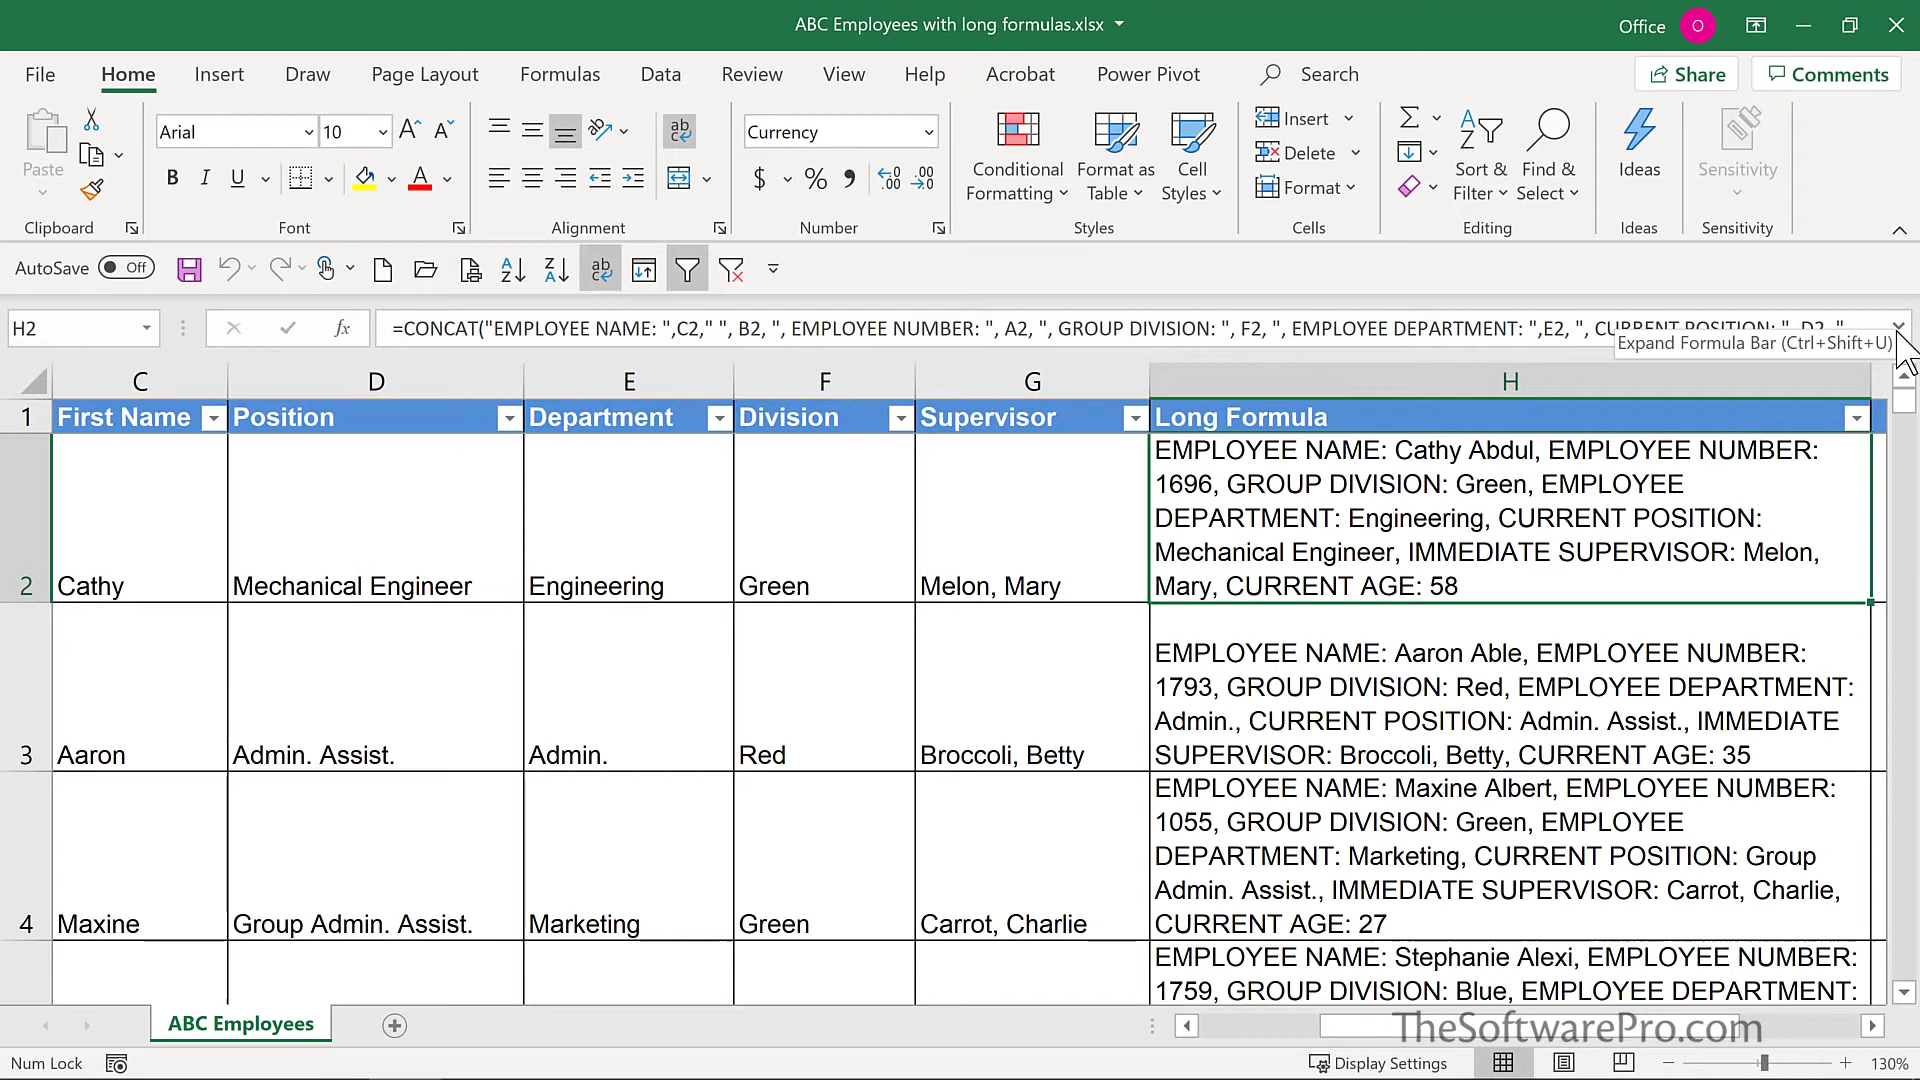 ABC Employees with long formulas.xlsx
Office
O
File Home Insert Draw Page Layout Formulas Data Review View Help Acrobat Power Pivot Search Share Comments
Paste
Clipboard
Arial 10
B I U A
Font
ab c
Alignment
Currency
$ % , .00 .00
Number
Conditional Formatting
Format as Table
Cell Styles
Styles
Insert
Delete
Format
Cells
Sort & Filter
Find & Select
Editing
Ideas
Ideas
Sensitivity
Sensitivity
AutoSave Off
H2
fx
=CONCAT("EMPLOYEE NAME: ",C2," ", B2, ", EMPLOYEE NUMBER: ", A2, ", GROUP DIVISION: ", F2, ", EMPLOYEE DEPARTMENT: ",E2, ", CURRENT POSITION: ", D2, "
Expand Formula Bar (Ctrl+Shift+U)
C D E F G H
1 First Name Position Department Division Supervisor Long Formula
2 Cathy Mechanical Engineer Engineering Green Melon, Mary
EMPLOYEE NAME: Cathy Abdul, EMPLOYEE NUMBER:
1696, GROUP DIVISION: Green, EMPLOYEE
DEPARTMENT: Engineering, CURRENT POSITION:
Mechanical Engineer, IMMEDIATE SUPERVISOR: Melon,
Mary, CURRENT AGE: 58
3 Aaron Admin. Assist. Admin. Red Broccoli, Betty
EMPLOYEE NAME: Aaron Able, EMPLOYEE NUMBER:
1793, GROUP DIVISION: Red, EMPLOYEE DEPARTMENT:
Admin., CURRENT POSITION: Admin. Assist., IMMEDIATE
SUPERVISOR: Broccoli, Betty, CURRENT AGE: 35
4 Maxine Group Admin. Assist. Marketing Green Carrot, Charlie
EMPLOYEE NAME: Maxine Albert, EMPLOYEE NUMBER:
1055, GROUP DIVISION: Green, EMPLOYEE
DEPARTMENT: Marketing, CURRENT POSITION: Group
Admin. Assist., IMMEDIATE SUPERVISOR: Carrot, Charlie,
CURRENT AGE: 27
EMPLOYEE NAME: Stephanie Alexi, EMPLOYEE NUMBER:
1759, GROUP DIVISION: Blue, EMPLOYEE DEPARTMENT:
ABC Employees
TheSoftwarePro.com
Num Lock
Display Settings
130%